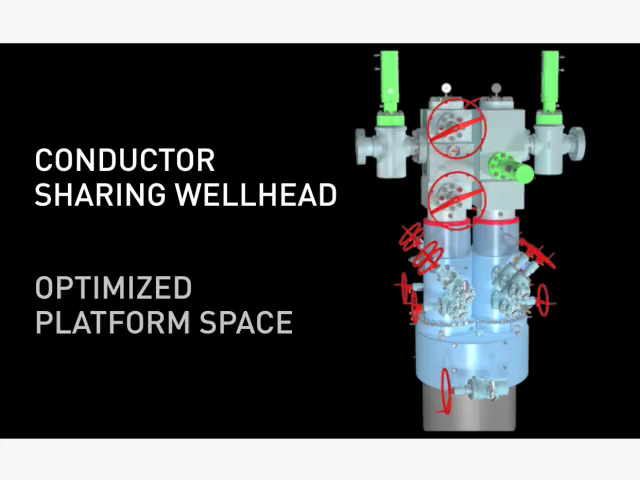 CONDUCTOR
SHARING WELLHEAD
OPTIMIZED
PLATFORM SPACE